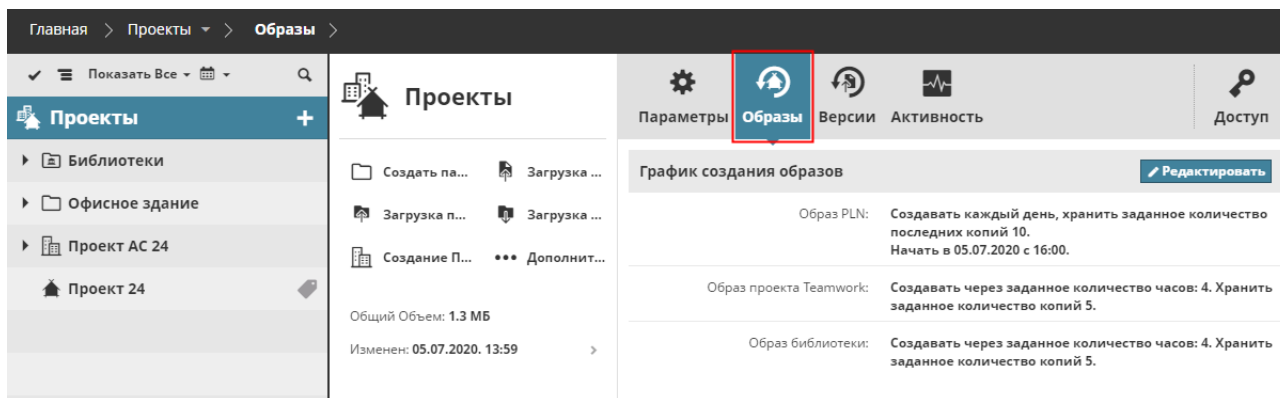 Главная > Проекты > Образы >
Показать Все
Проекты +
Библиотеки
Офисное здание
Проект АС 24
Проект 24
Проекты
Создать па... Загрузка ...
Загрузка п... Загрузка ...
Создание П... ••• Дополнит...
Общий Объем: 1.3 МБ
Изменен: 05.07.2020. 13:59 >
Параметры Образы Версии Активность Доступ
График создания образов Редактировать
Образ PLN: Создавать каждый день, хранить заданное количество
последних копий 10.
Начать в 05.07.2020 с 16:00.
Образ проекта Teamwork: Создавать через заданное количество часов: 4. Хранить
заданное количество копий 5.
Образ библиотеки: Создавать через заданное количество часов: 4. Хранить
заданное количество копий 5.